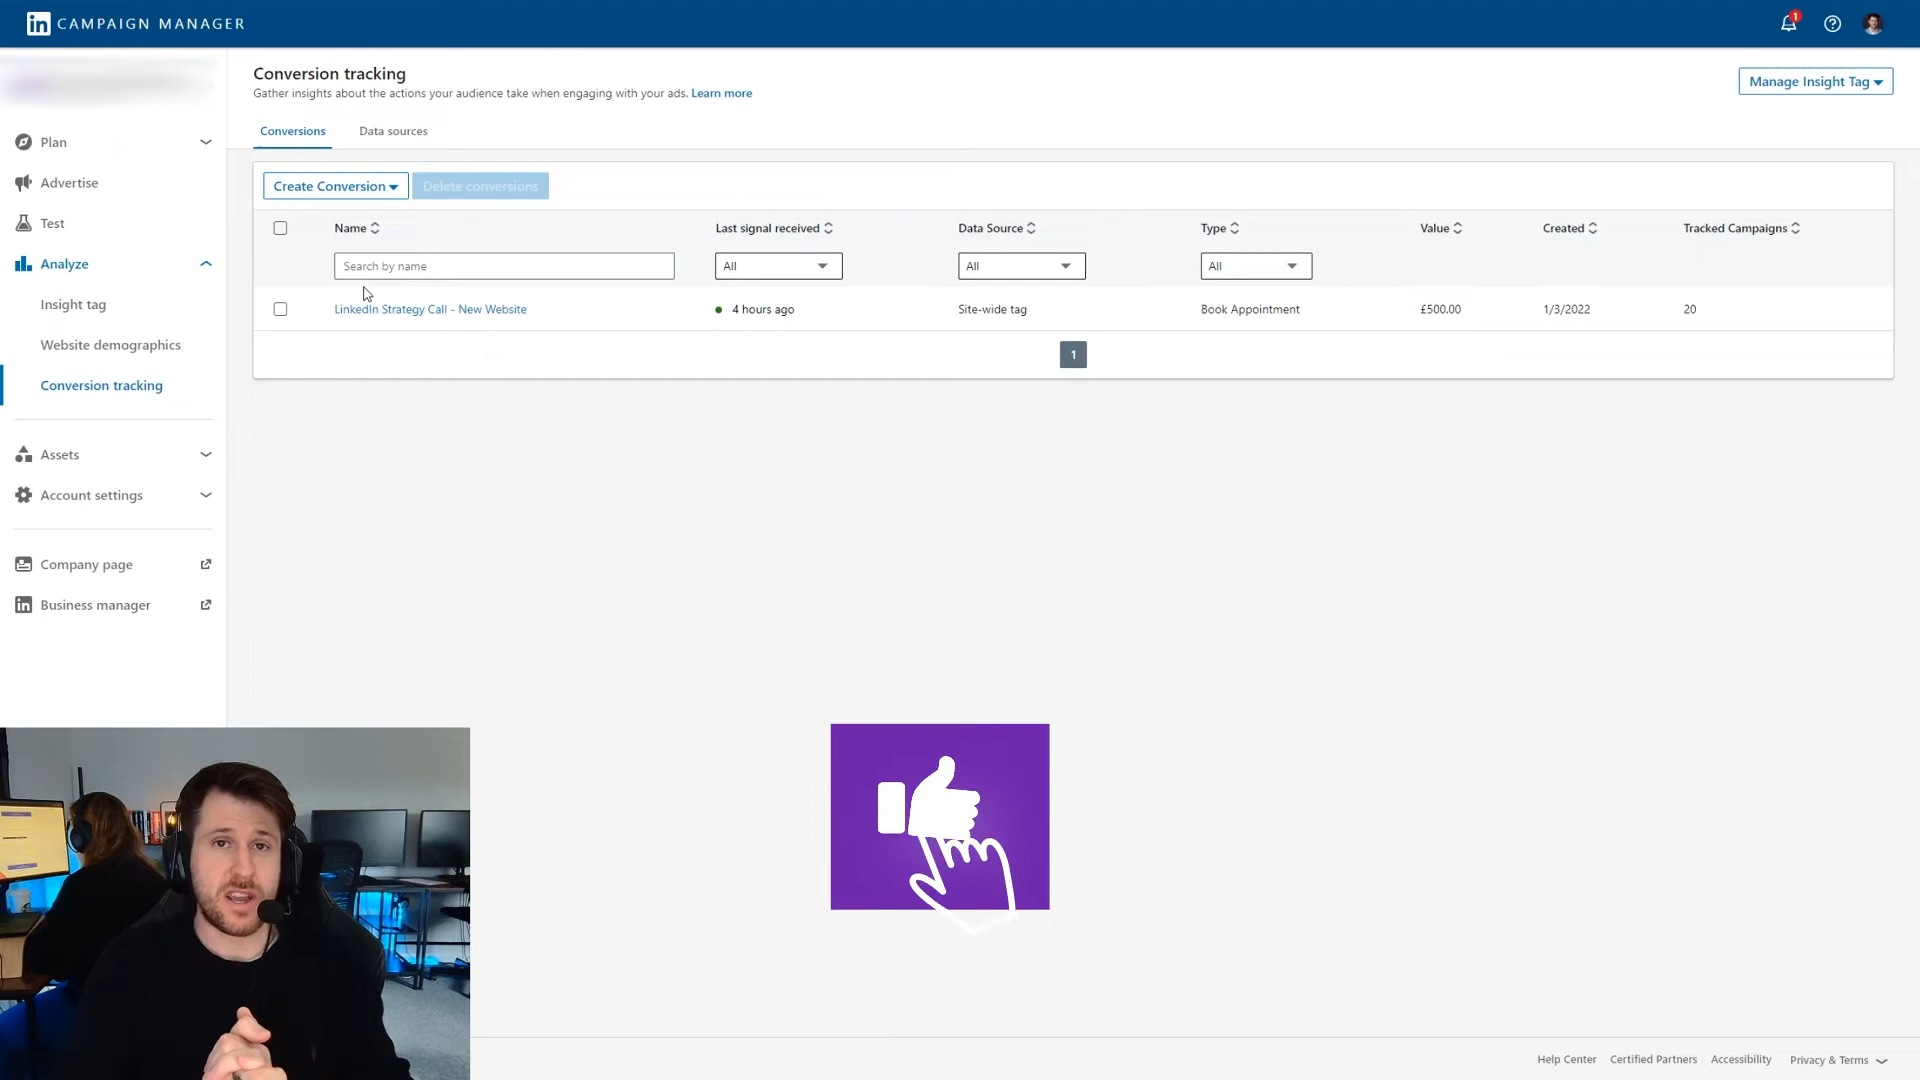 in CAMPAIGN MANAGER
1
Conversion tracking
Gather insights about the actions your audience take when engaging with your ads. Learn more
Manage Insight Tag
Conversions
Data sources
Plan
Advertise
Test
Analyze
Insight tag
Website demographics
Conversion tracking
Assets
Account settings
Company page
in Business manager
Create Conversion
Delete conversions
Name
Last signal received
Data Source
Type
Value
Created
Tracked Campaigns
Search by name
All
All
All
LinkedIn Strategy Call - New Website
4 hours ago
Site-wide tag
Book Appointment
£500.00
1/3/2022
20
1
Help Center
Certified Partners
Accessibility
Privacy & Terms